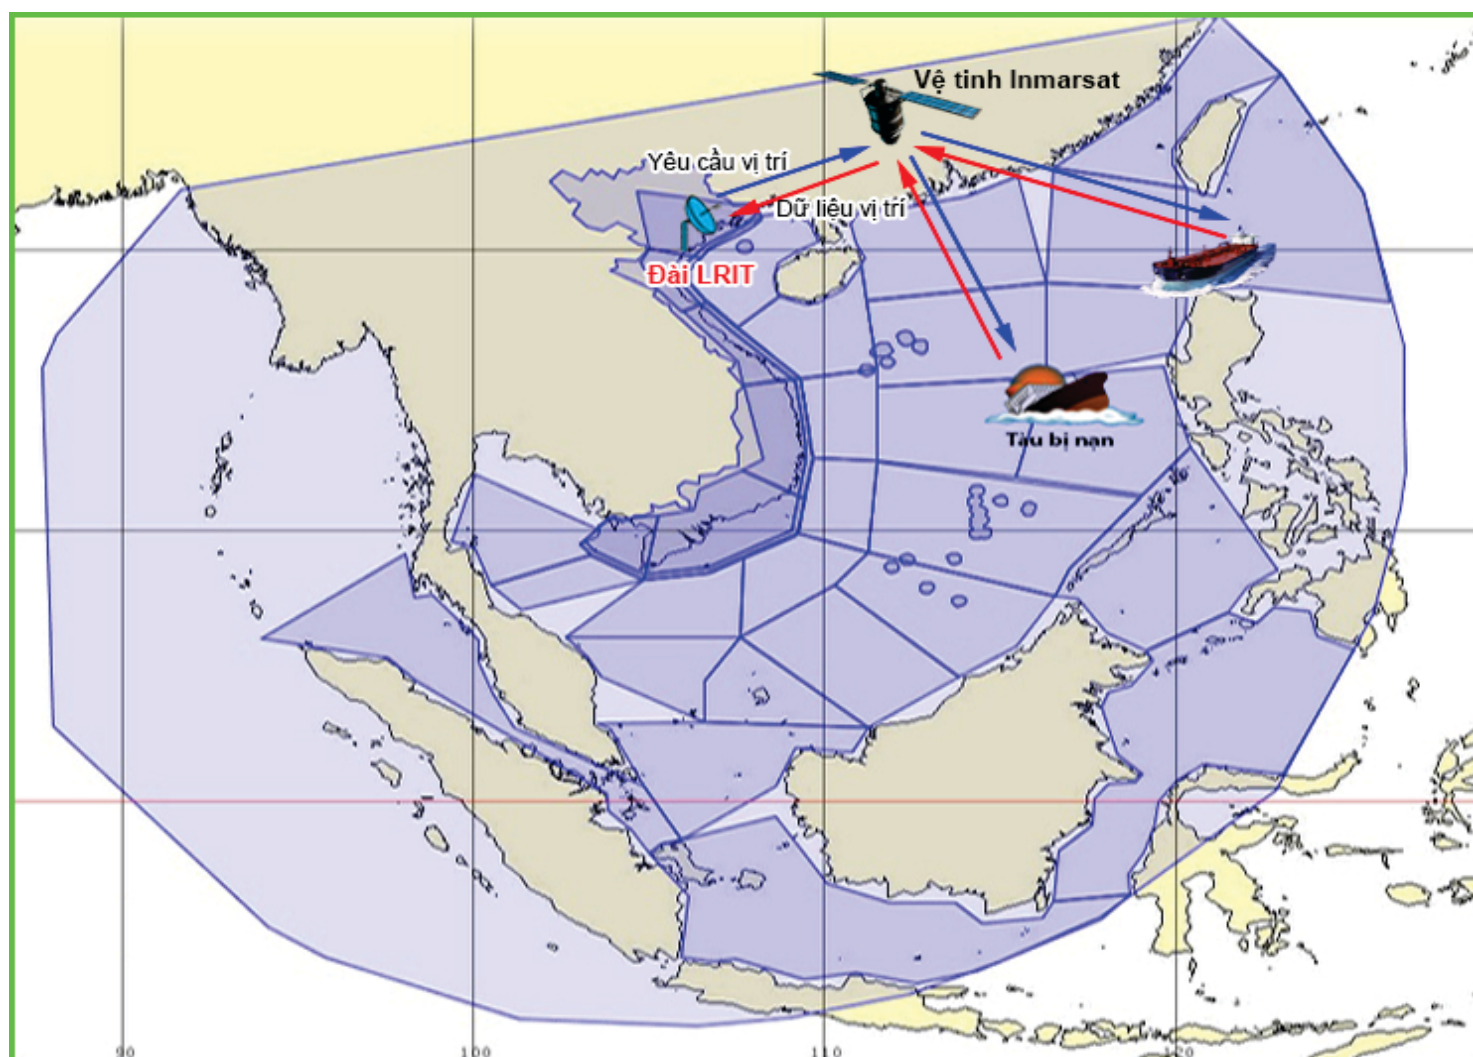 Vệ tinh Inmarsat
Yêu cầu vị trí
Dữ liệu vị trí
Đài LRIT
Tàu bị nạn
90
100
110
120